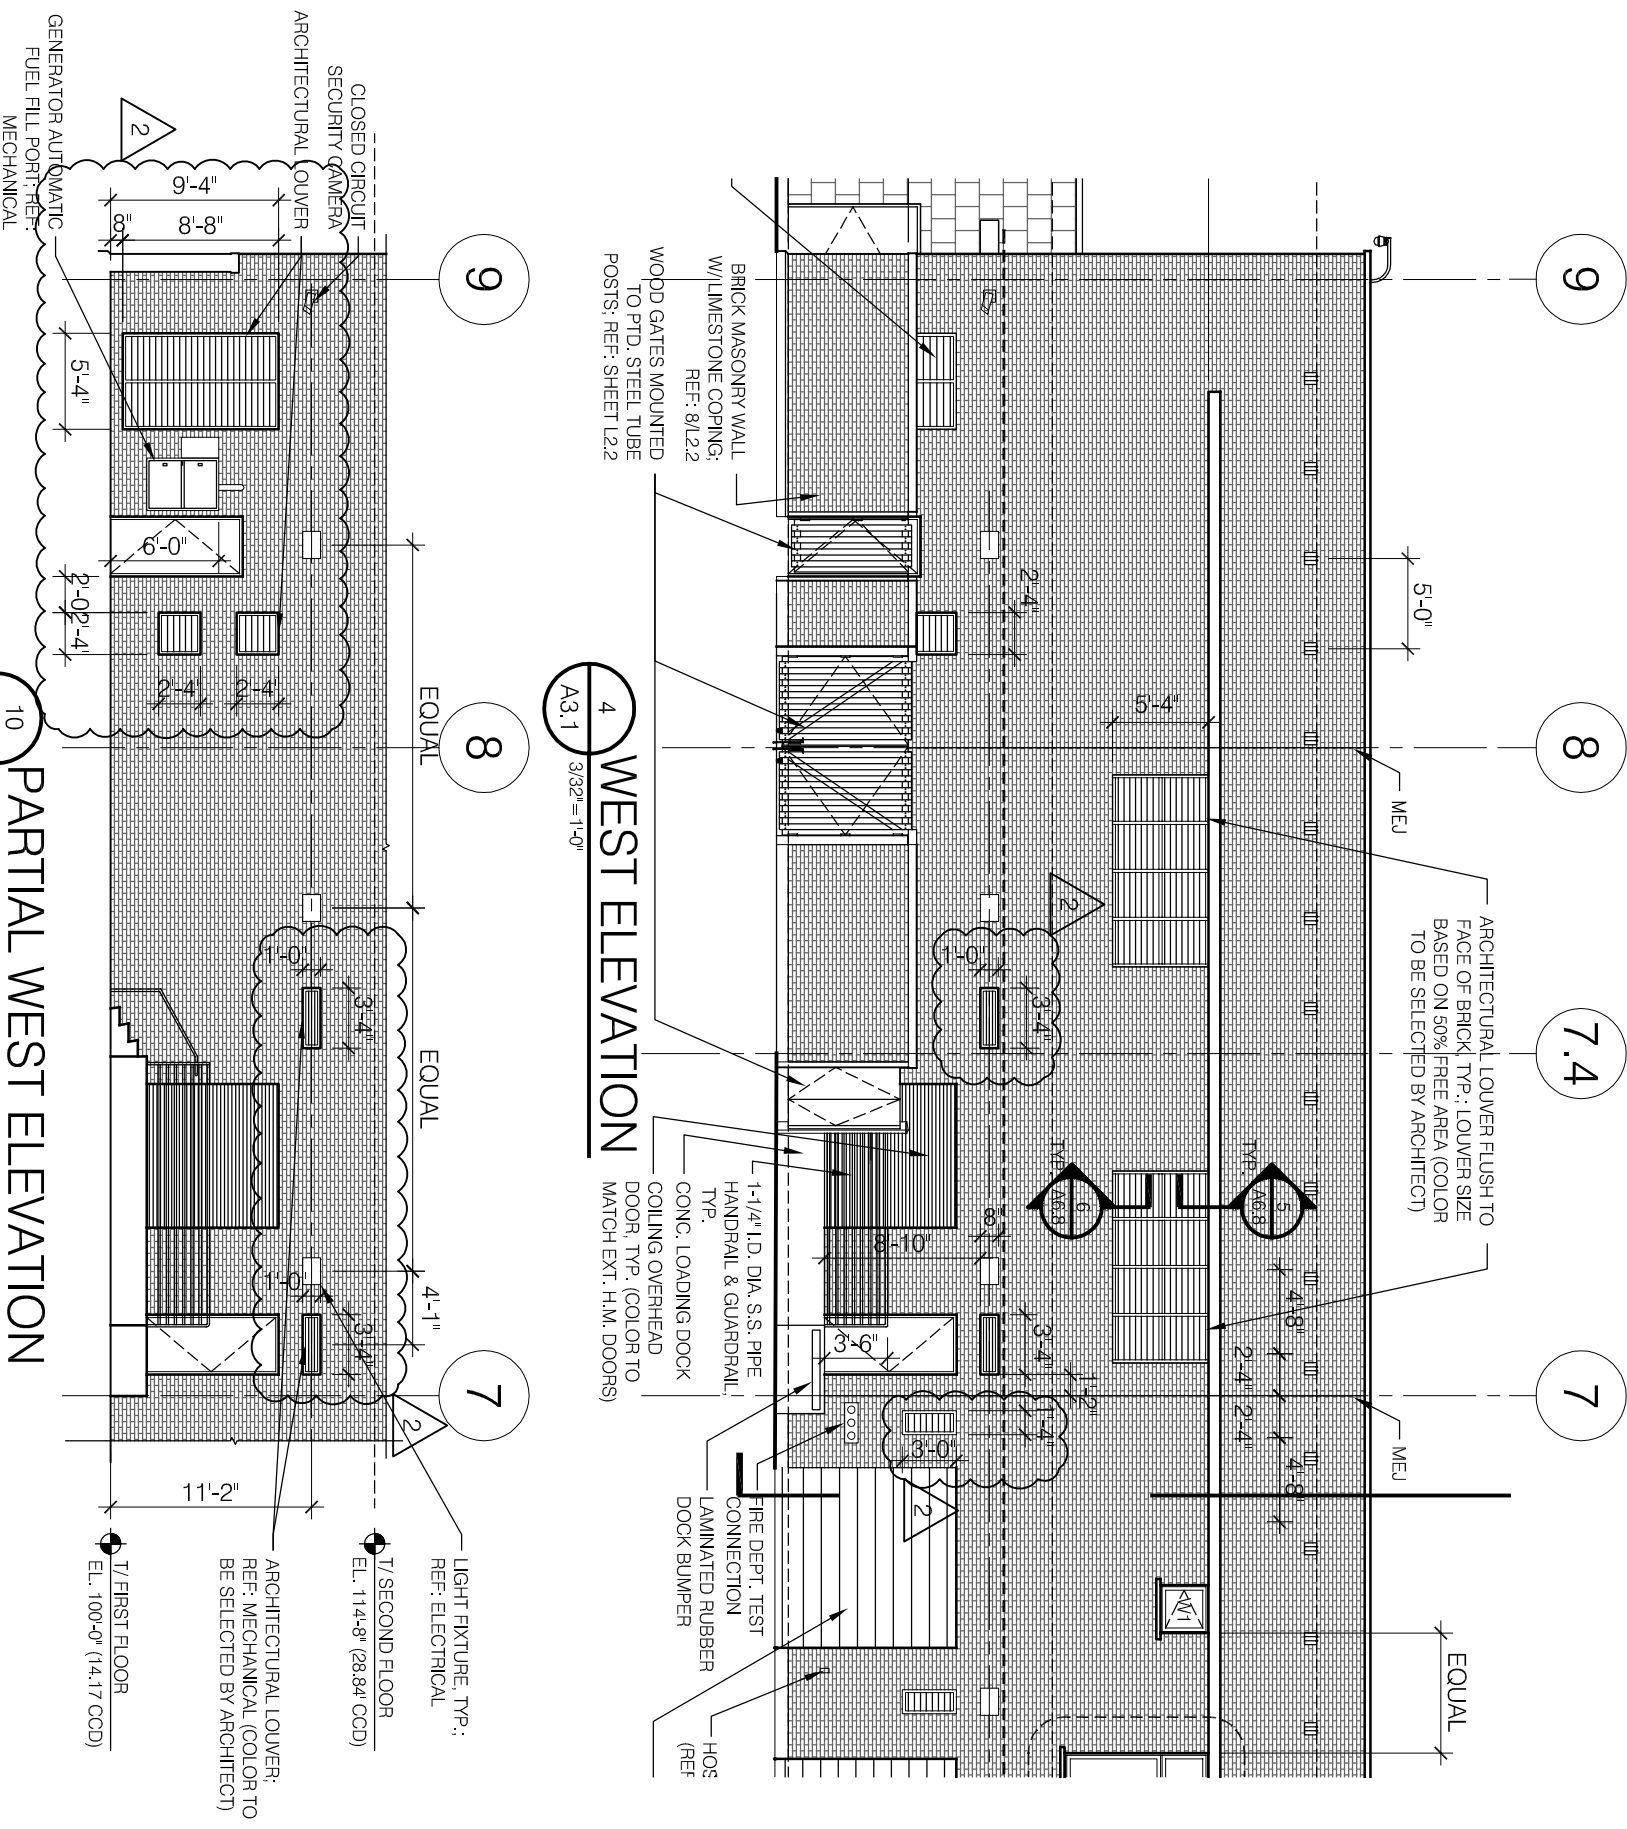 9
8
7.4
7
5'-0"
MEJ
ARCHITECTURAL LOUVER FLUSH TO
FACE OF BRICK, TYP.; LOUVER SIZE
BASED ON 50% FREE AREA (COLOR
TO BE SELECTED BY ARCHITECT)
MEJ
EQUAL
5'-4"
TYP.
5
A6.8
TYP.
6
A6.8
4'-8"
2'-4"
2'-4"
4'-8"
W1
2'-4"
2
1'-0"
3'-4"
8"
8'-10"
3'-4"
1'-2"
1'-4"
3'-0"
3'-6"
2
BRICK MASONRY WALL
W/LIMESTONE COPING;
REF: 8/L2.2
WOOD GATES MOUNTED
TO PTD. STEEL TUBE
POSTS; REF: SHEET L2.2
1-1/4" I.D. DIA. S.S. PIPE
HANDRAIL & GUARDRAIL,
TYP.
CONC. LOADING DOCK
COILING OVERHEAD
DOOR, TYP. (COLOR TO
MATCH EXT. H.M. DOORS)
FIRE DEPT. TEST
CONNECTION
LAMINATED RUBBER
DOCK BUMPER
HOS
(REF
4
A3.1
WEST ELEVATION
3/32"= 1'-0"
9
8
7
CLOSED CIRCUIT
SECURITY CAMERA
ARCHITECTURAL LOUVER
GENERATOR AUTOMATIC
FUEL FILL PORT; REF:
MECHANICAL
2
9'-4"
8'-8"
8"
5'-4"
6'-0"
2'-0"
2'-4"
2'-4"
2'-4"
EQUAL
EQUAL
4'-1"
1'-0"
3'-4"
1'-0"
3'-4"
2
11'-2"
LIGHT FIXTURE, TYP.;
REF: ELECTRICAL
T/ SECOND FLOOR
EL. 114'-8" (28.84' CCD)
ARCHITECTURAL LOUVER;
REF: MECHANICAL (COLOR TO
BE SELECTED BY ARCHITECT)
T/ FIRST FLOOR
EL. 100'-0" (14.17 CCD)
10
PARTIAL WEST ELEVATION